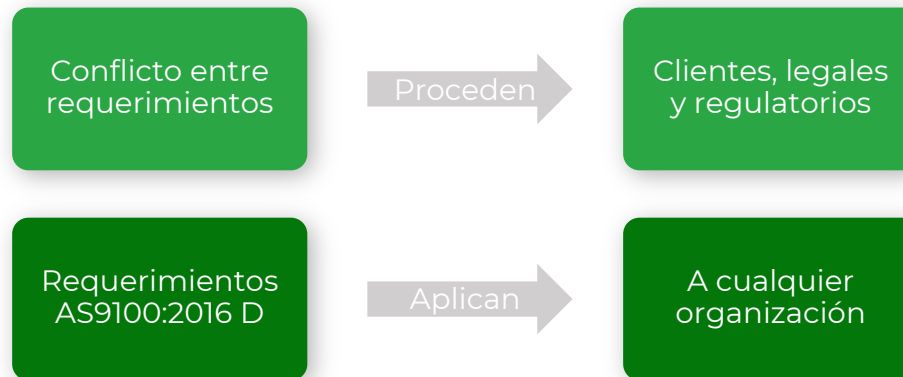 Conflicto entre
requerimientos
Proceden
Clientes, legales
y regulatorios
Requerimientos
AS9100:2016 D
Aplican
A cualquier
organización